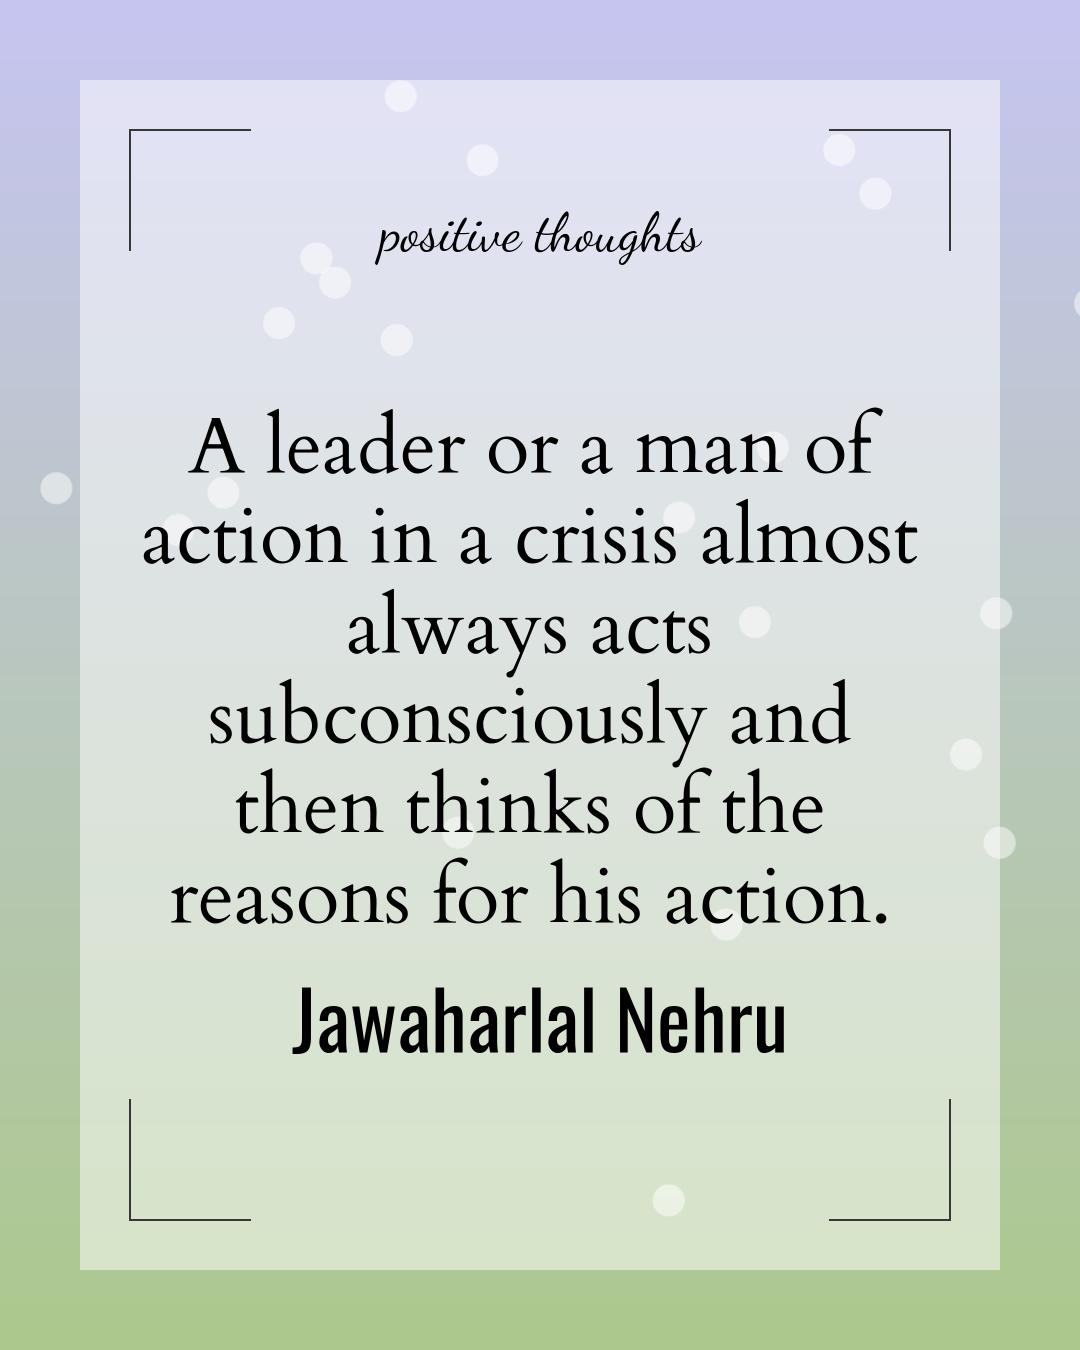 positive thoughts
A leader or a man of
action in a crisis almost
always acts
subconsciously and
then thinks of the
reasons for his action.
Jawaharlal Nehru